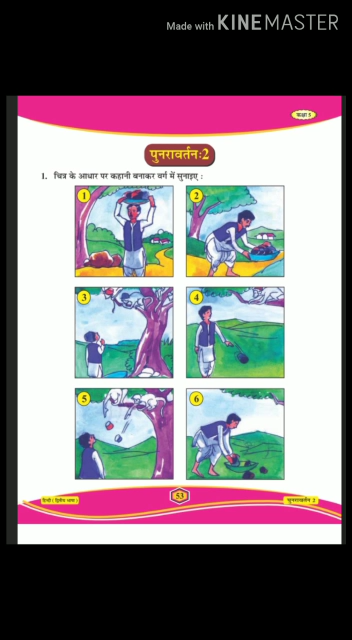 Made with KINEMASTER
कक्षा 5
पुनरावर्तन:2
1. चित्र के आधार पर कहानी बनाकर वर्ग में सुनाइए :
1
2
3
4
5
6
हिन्दी (द्वितीय भाषा)
53
पुनरावर्तन 2